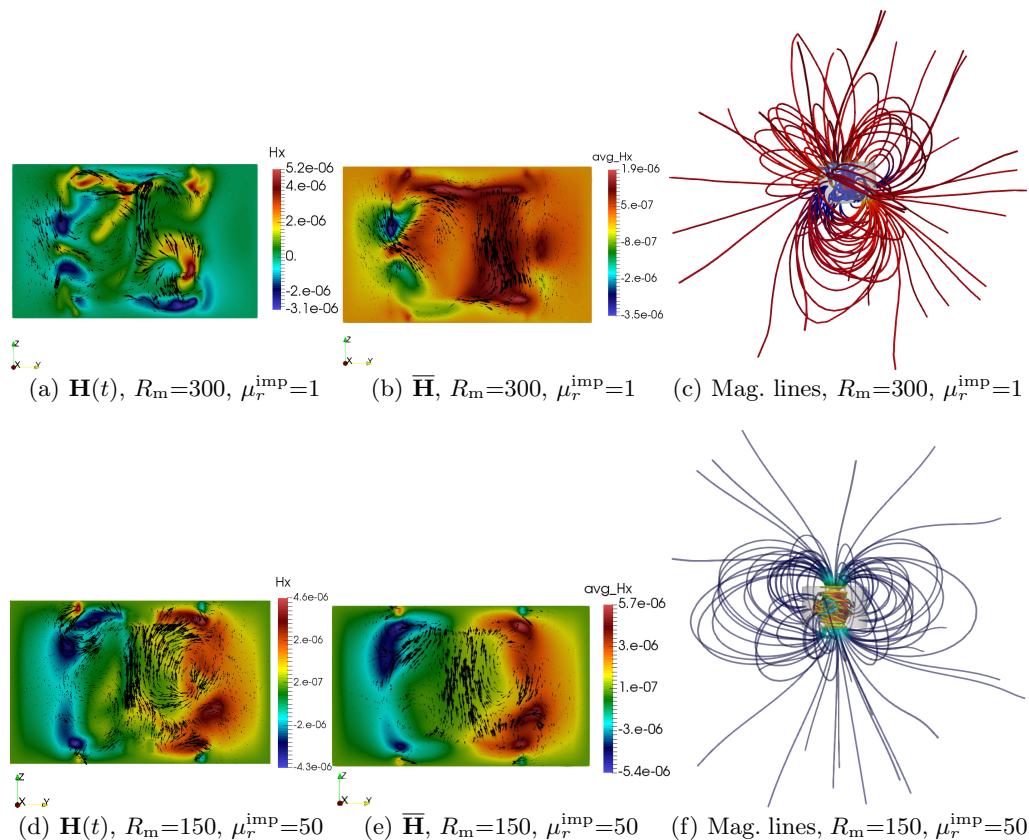 Hx
5.2e-06
4.e-06
2.e-06
0.
-2.e-06
-3.1e-06
Z
X
Y
avg_Hx
1.9e-06
5.e-07
-8.e-07
-2.e-06
-3.5e-06
Z
X
Y
(a) H(t), Rₘ=300, μᵣⁱᵐᵖ=1
(b) H̅, Rₘ=300, μᵣⁱᵐᵖ=1
(c) Mag. lines, Rₘ=300, μᵣⁱᵐᵖ=1
Hx
4.6e-06
2.e-06
0.
-2.e-06
-4.3e-06
Z
X
Y
avg_Hx
5.7e-06
3.e-06
1.e-07
-3.e-06
-5.4e-06
Z
X
Y
(d) H(t), Rₘ=150, μᵣⁱᵐᵖ=50
(e) H̅, Rₘ=150, μᵣⁱᵐᵖ=50
(f) Mag. lines, Rₘ=150, μᵣⁱᵐᵖ=50